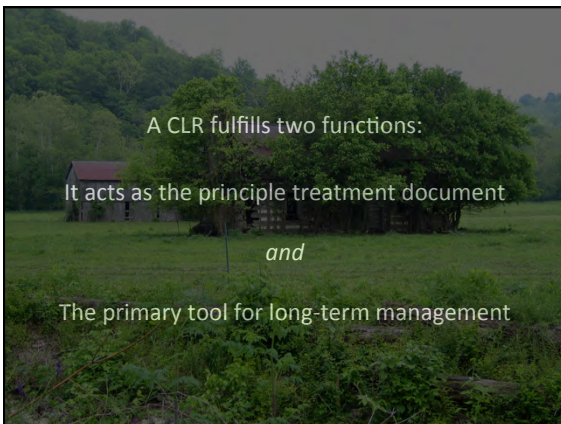 A CLR fulfills two functions:
It acts as the principle treatment document
and
The primary tool for long-term management